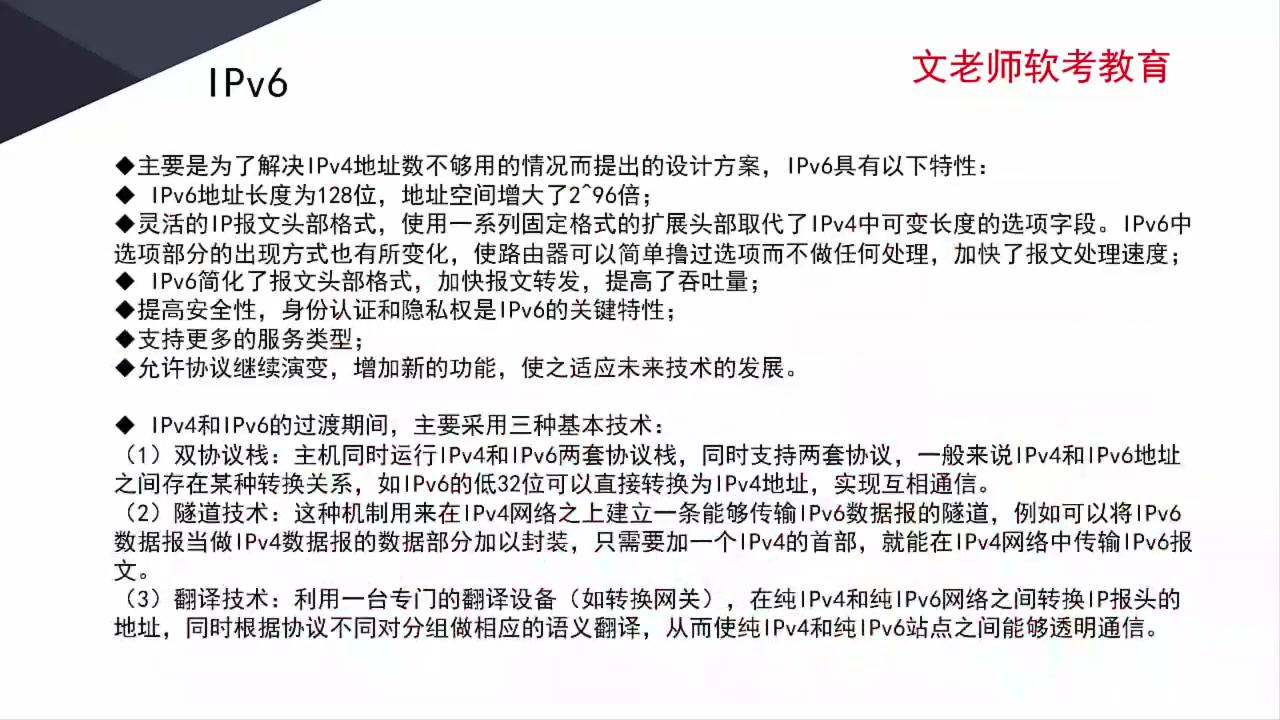 IPv6
文老师软考教育
◆主要是为了解决IPv4地址数不够用的情况而提出的设计方案，IPv6具有以下特性：
◆ IPv6地址长度为128位，地址空间增大了2^96倍；
◆灵活的IP报文头部格式，使用一系列固定格式的扩展头部取代了IPv4中可变长度的选项字段。IPv6中
选项部分的出现方式也有所变化，使路由器可以简单撸过选项而不做任何处理，加快了报文处理速度；
◆ IPv6简化了报文头部格式，加快报文转发，提高了吞吐量；
◆提高安全性，身份认证和隐私权是IPv6的关键特性；
◆支持更多的服务类型；
◆允许协议继续演变，增加新的功能，使之适应未来技术的发展。
◆ IPv4和IPv6的过渡期间，主要采用三种基本技术：
（1）双协议栈：主机同时运行IPv4和IPv6两套协议栈，同时支持两套协议，一般来说IPv4和IPv6地址
之间存在某种转换关系，如IPv6的低32位可以直接转换为IPv4地址，实现互相通信。
（2）隧道技术：这种机制用来在IPv4网络之上建立一条能够传输IPv6数据报的隧道，例如可以将IPv6
数据报当做IPv4数据报的数据部分加以封装，只需要加一个IPv4的首部，就能在IPv4网络中传输IPv6报
文。
（3）翻译技术：利用一台专门的翻译设备（如转换网关），在纯IPv4和纯IPv6网络之间转换IP报头的
地址，同时根据协议不同对分组做相应的语义翻译，从而使纯IPv4和纯IPv6站点之间能够透明通信。